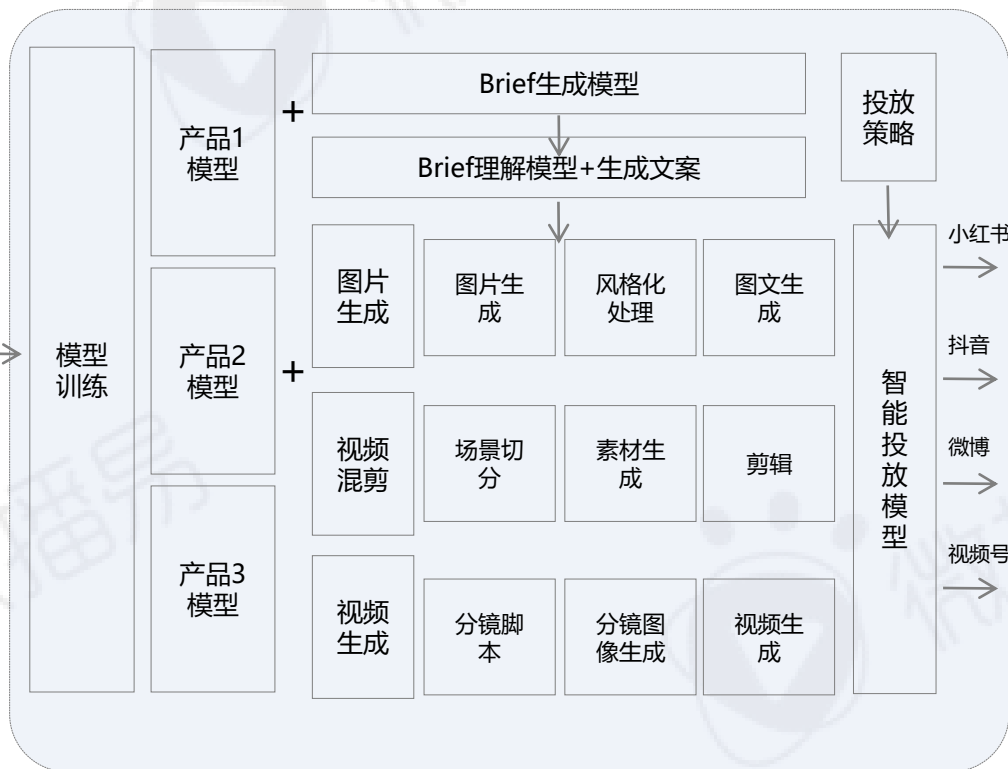 模型
训练
产品1
模型
产品2
模型
产品3
模型
+
+
Brief生成模型
Brief理解模型+生成文案
图片
生成
图片生
成
风格化
处理
图文生
成
视频
混剪
场景切
分
素材生
成
剪辑
视频
生成
分镜脚
本
分镜图
像生成
视频生
成
投放
策略
智
能
投
放
模
型
小红书
抖音
微博
视频号
播易